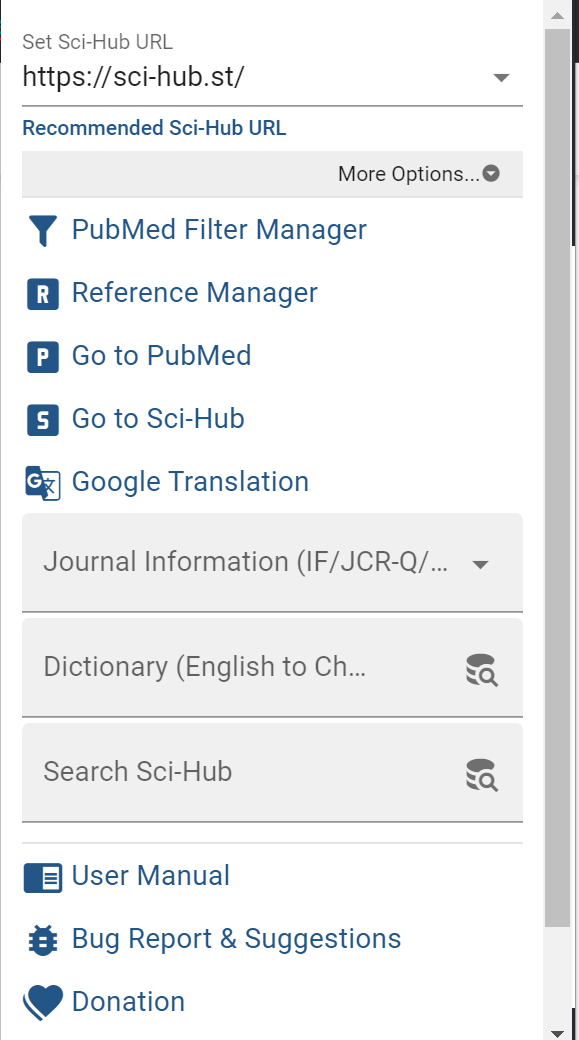 Set Sci-Hub URL
https://sci-hub.st/
Recommended Sci-Hub URL
More Options...
PubMed Filter Manager
R Reference Manager
P Go to PubMed
S Go to Sci-Hub
G文 Google Translation
Journal Information (IF/JCR-Q/...
Dictionary (English to Ch...
Search Sci-Hub
User Manual
Bug Report & Suggestions
Donation